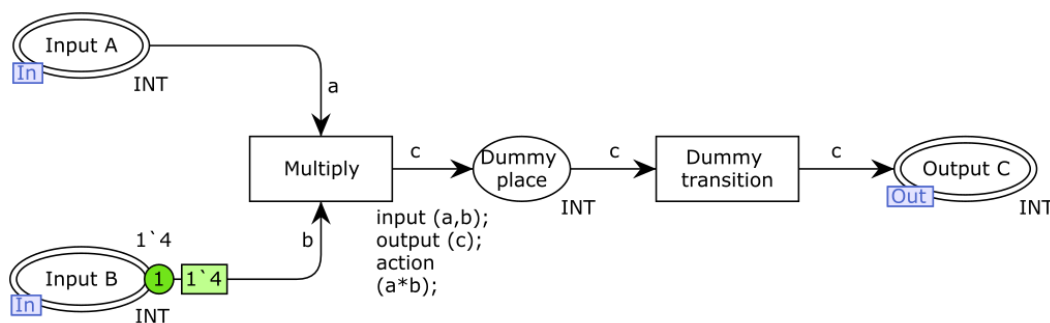 Input A
In
INT
a
Multiply
c
Dummy
place
INT
c
Dummy
transition
c
Output C
Out
INT
input (a,b);
output (c);
action
(a*b);
b
1`4
Input B
1
1`4
In
INT